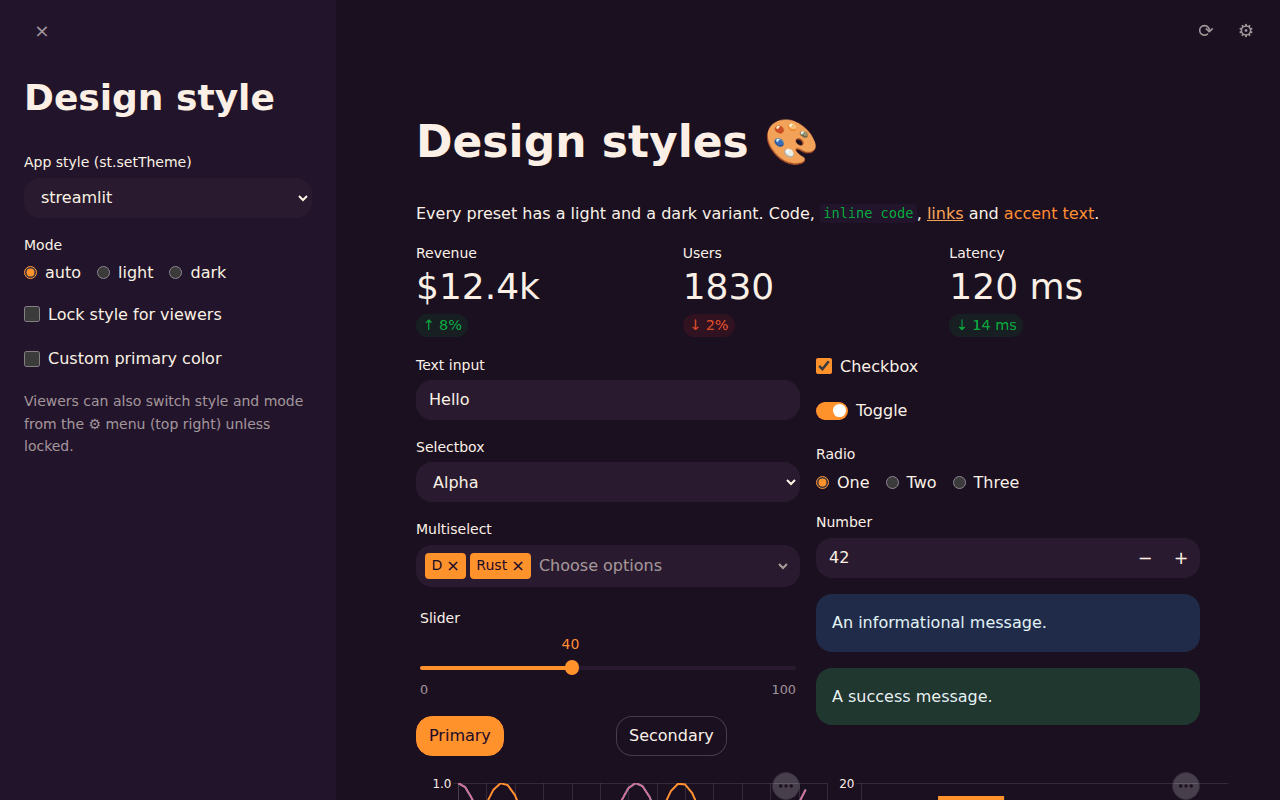 Design style
App style (st.setTheme)
streamlit
Mode
auto light dark
Lock style for viewers
Custom primary color
Viewers can also switch style and mode
from the ⚙ menu (top right) unless
locked.
Design styles 🎨
Every preset has a light and a dark variant. Code, inline code, links and accent text.
Revenue
$12.4k
↑ 8%
Users
1830
↓ 2%
Latency
120 ms
↓ 14 ms
Text input
Hello
Selectbox
Alpha
Multiselect
D × Rust × Choose options
Slider
40
0 100
Primary Secondary
Checkbox
Toggle
Radio
One Two Three
Number
42 − +
An informational message.
A success message.
1.0
20